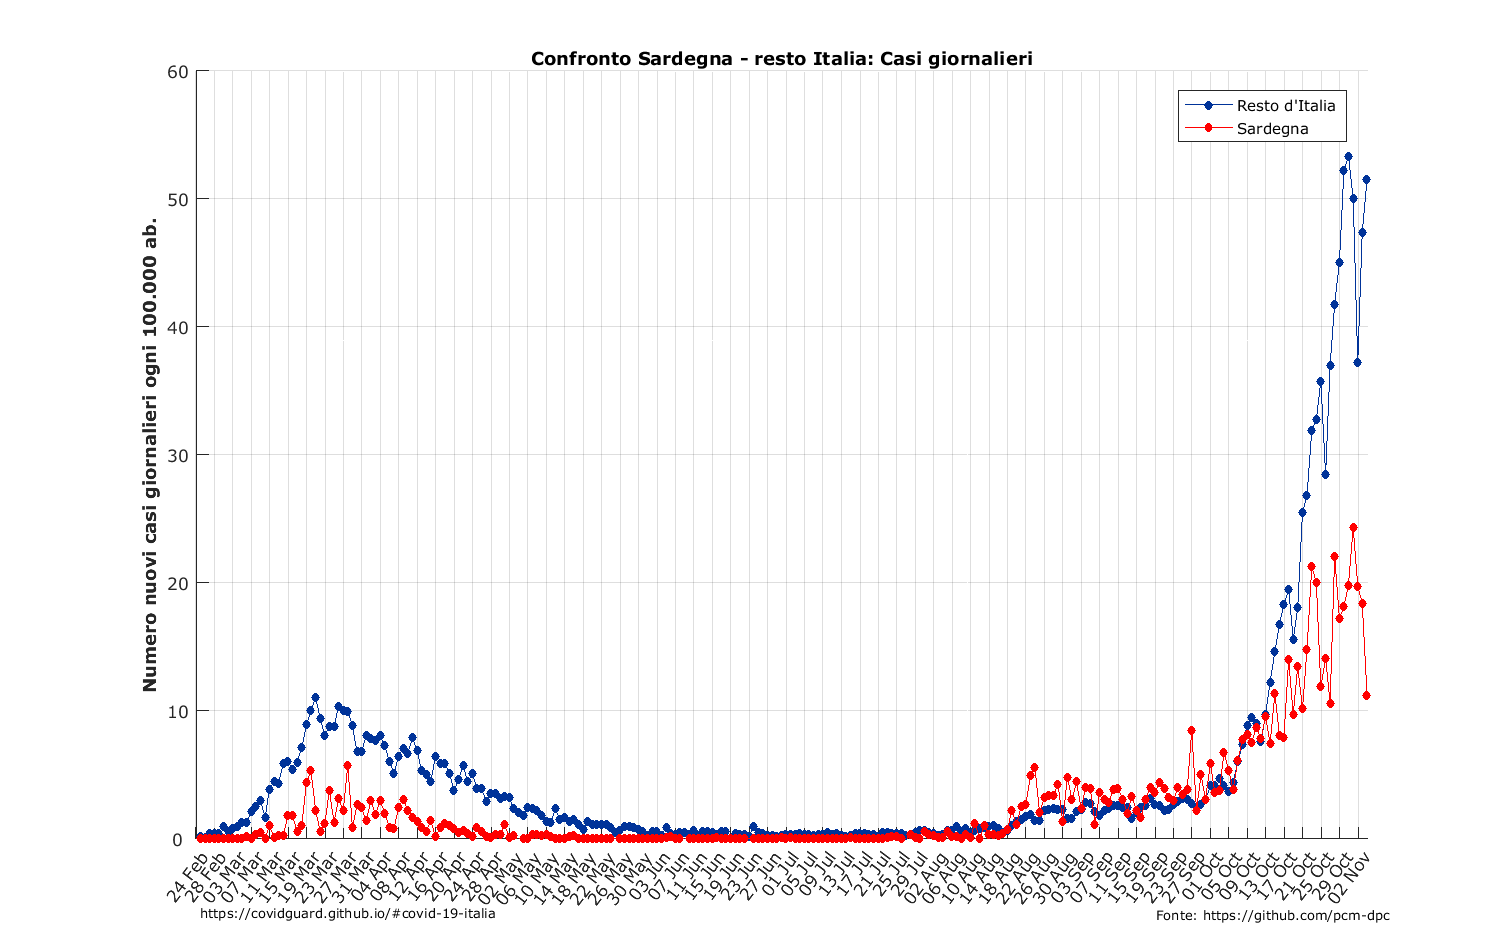 Confronto Sardegna - resto Italia: Casi giornalieri
Resto d'Italia
Sardegna
Numero nuovi casi giornalieri ogni 100.000 ab.
60
50
40
30
20
10
0
24 Feb
28 Feb
03 Mar
07 Mar
11 Mar
15 Mar
19 Mar
23 Mar
27 Mar
31 Mar
04 Apr
08 Apr
12 Apr
16 Apr
20 Apr
24 Apr
28 Apr
02 May
06 May
10 May
14 May
18 May
22 May
26 May
30 May
03 Jun
07 Jun
11 Jun
15 Jun
19 Jun
23 Jun
27 Jun
01 Jul
05 Jul
09 Jul
13 Jul
17 Jul
21 Jul
25 Jul
29 Jul
02 Aug
06 Aug
10 Aug
14 Aug
18 Aug
22 Aug
26 Aug
30 Aug
03 Sep
07 Sep
11 Sep
15 Sep
19 Sep
23 Sep
27 Sep
01 Oct
05 Oct
09 Oct
13 Oct
17 Oct
21 Oct
25 Oct
29 Oct
02 Nov
https://covidguard.github.io/#covid-19-italia
Fonte: https://github.com/pcm-dpc